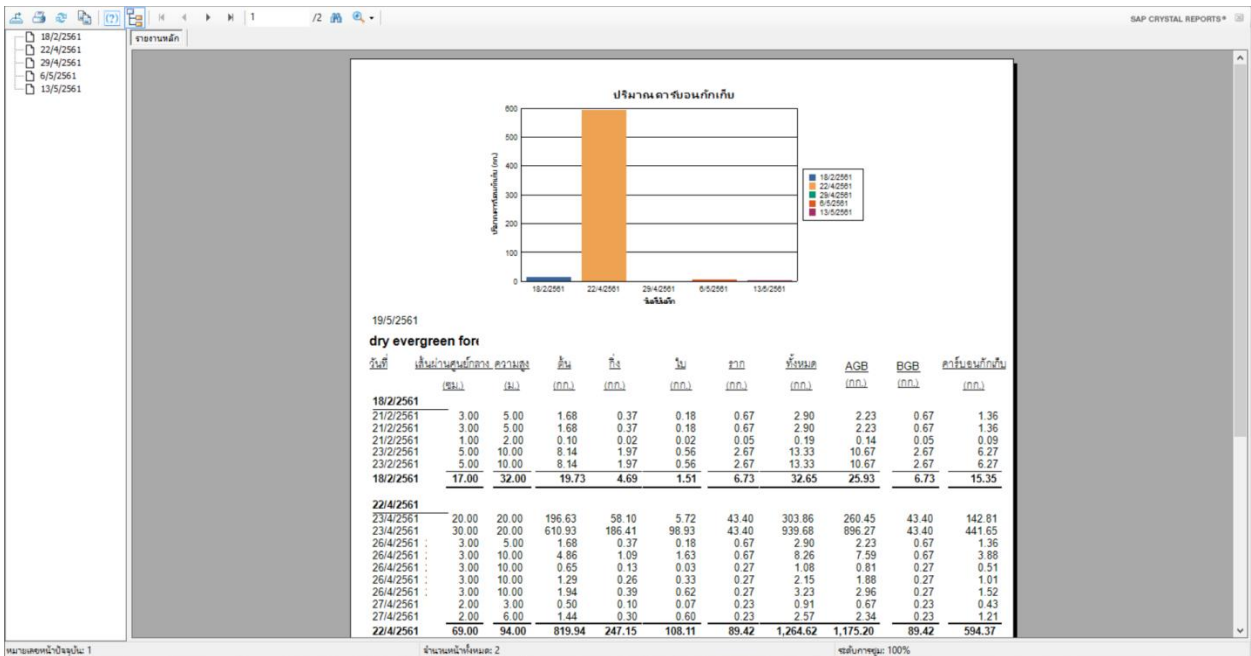 1 /2 SAP CRYSTAL REPORTS®
18/2/2561
22/4/2561
29/4/2561
6/5/2561
13/5/2561
รายงานหลัก
ปริมาณคาร์บอนกักเก็บ
ปริมาณคาร์บอนกักเก็บ (กก.)
600
500
400
300
200
100
0
18/2/2561 22/4/2561 29/4/2561 6/5/2561 13/5/2561
วันที่บันทึก
18/2/2561
22/4/2561
29/4/2561
6/5/2561
13/5/2561
19/5/2561
dry evergreen fore
วันที่ เส้นผ่านศูนย์กลาง ความสูง ต้น กิ่ง ใบ ราก ทั้งหมด AGB BGB คาร์บอนกักเก็บ
(ซม.) (ม.) (กก.) (กก.) (กก.) (กก.) (กก.) (กก.) (กก.) (กก.)
18/2/2561
21/2/2561 3.00 5.00 1.68 0.37 0.18 0.67 2.90 2.23 0.67 1.36
21/2/2561 3.00 5.00 1.68 0.37 0.18 0.67 2.90 2.23 0.67 1.36
21/2/2561 1.00 2.00 0.10 0.02 0.02 0.05 0.19 0.14 0.05 0.09
23/2/2561 5.00 10.00 8.14 1.97 0.56 2.67 13.33 10.67 2.67 6.27
23/2/2561 5.00 10.00 8.14 1.97 0.56 2.67 13.33 10.67 2.67 6.27
18/2/2561 17.00 32.00 19.73 4.69 1.51 6.73 32.65 25.93 6.73 15.35
22/4/2561
23/4/2561 20.00 20.00 196.63 58.10 5.72 43.40 303.86 260.45 43.40 142.81
23/4/2561 30.00 20.00 610.93 186.41 98.93 43.40 939.68 896.27 43.40 441.65
26/4/2561 : 3.00 5.00 1.68 0.37 0.18 0.67 2.90 2.23 0.67 1.36
26/4/2561 : 3.00 10.00 4.86 1.09 1.63 0.67 8.26 7.59 0.67 3.88
26/4/2561 : 3.00 10.00 0.65 0.13 0.03 0.27 1.08 0.81 0.27 0.51
26/4/2561 : 3.00 10.00 1.29 0.26 0.33 0.27 2.15 1.88 0.27 1.01
26/4/2561 : 3.00 10.00 1.94 0.39 0.62 0.27 3.23 2.96 0.27 1.52
27/4/2561 2.00 3.00 0.50 0.10 0.07 0.23 0.91 0.67 0.23 0.43
27/4/2561 2.00 6.00 1.44 0.30 0.60 0.23 2.57 2.34 0.23 1.21
22/4/2561 69.00 94.00 819.94 247.15 108.11 89.42 1,264.62 1,175.20 89.42 594.37
หมายเลขหน้าปัจจุบัน: 1 จำนวนหน้าทั้งหมด: 2 ระดับการซูม: 100%